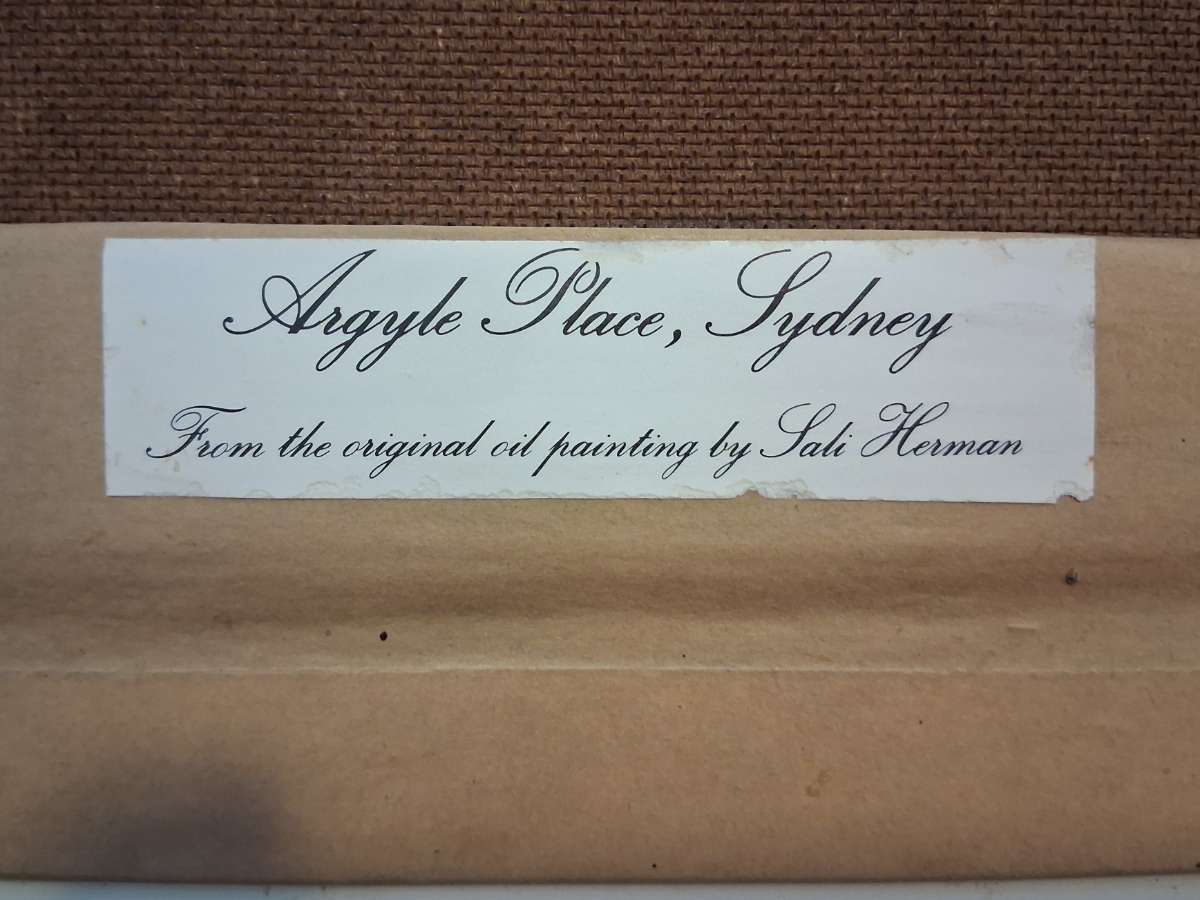 Argyle Place, Sydney
From the original oil painting by Sali Herman